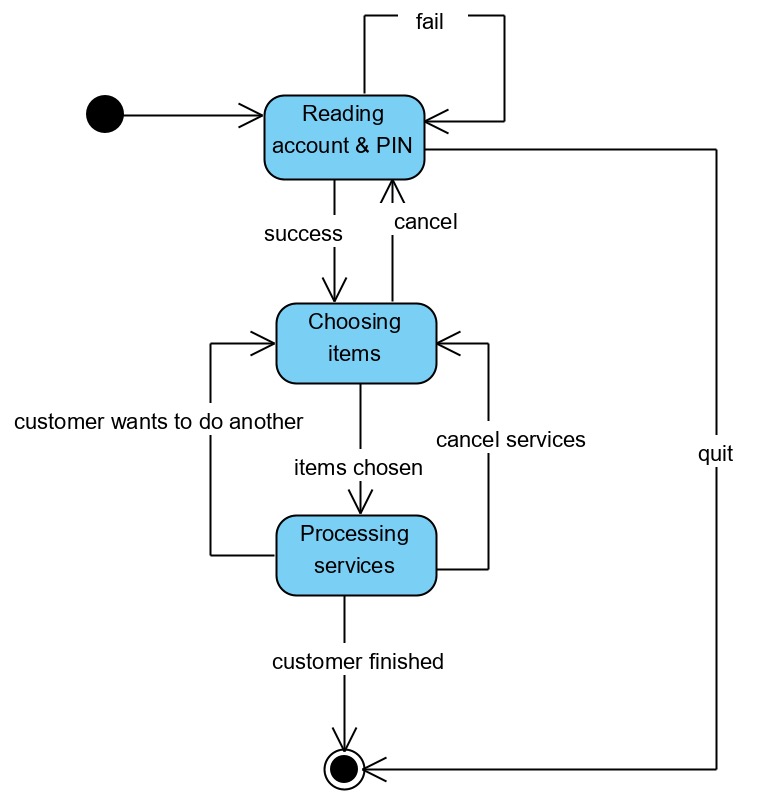 fail
Reading
account & PIN
success
cancel
Choosing
items
customer wants to do another
cancel services
items chosen
quit
Processing
services
customer finished